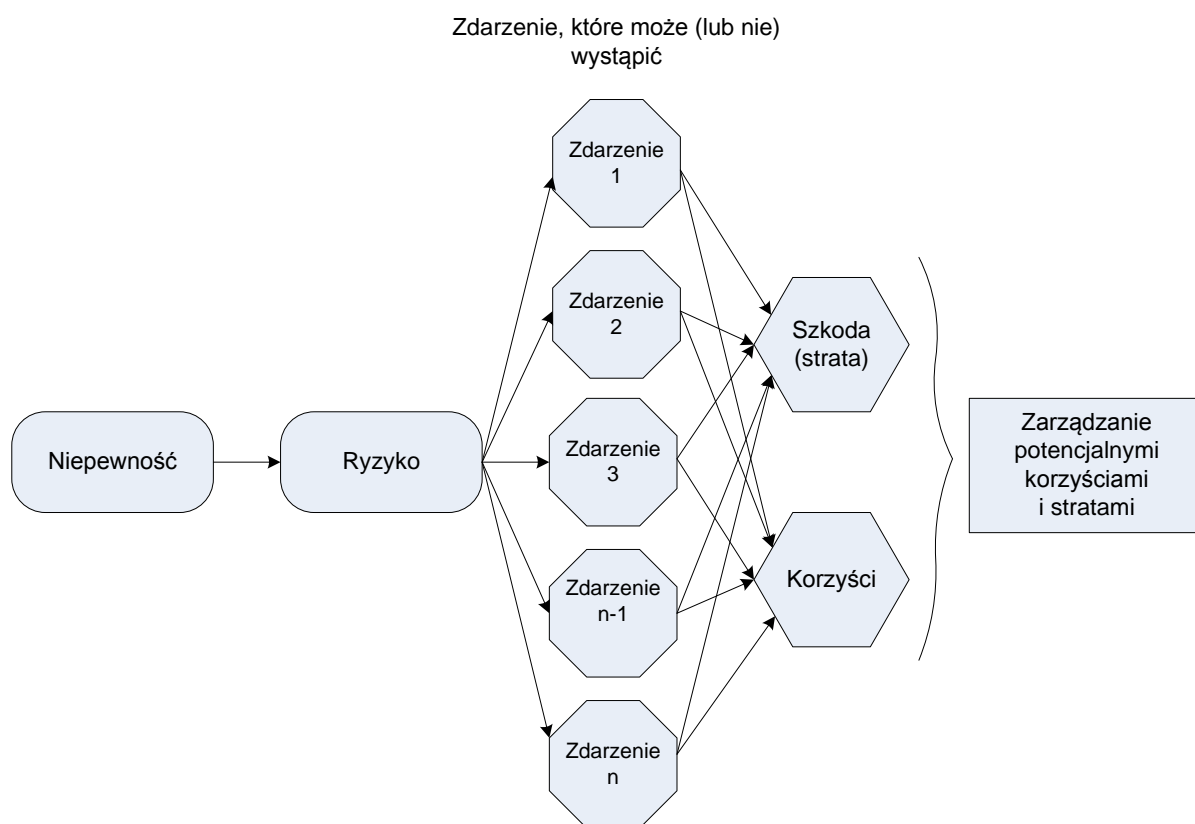 Zdarzenie, które może (lub nie)
wystąpić
Zdarzenie
1
Zdarzenie
2
Zdarzenie
3
Zdarzenie
n-1
Zdarzenie
n
Niepewność
Ryzyko
Szkoda
(strata)
Korzyści
Zarządzanie
potencjalnymi
korzyściami
i stratami